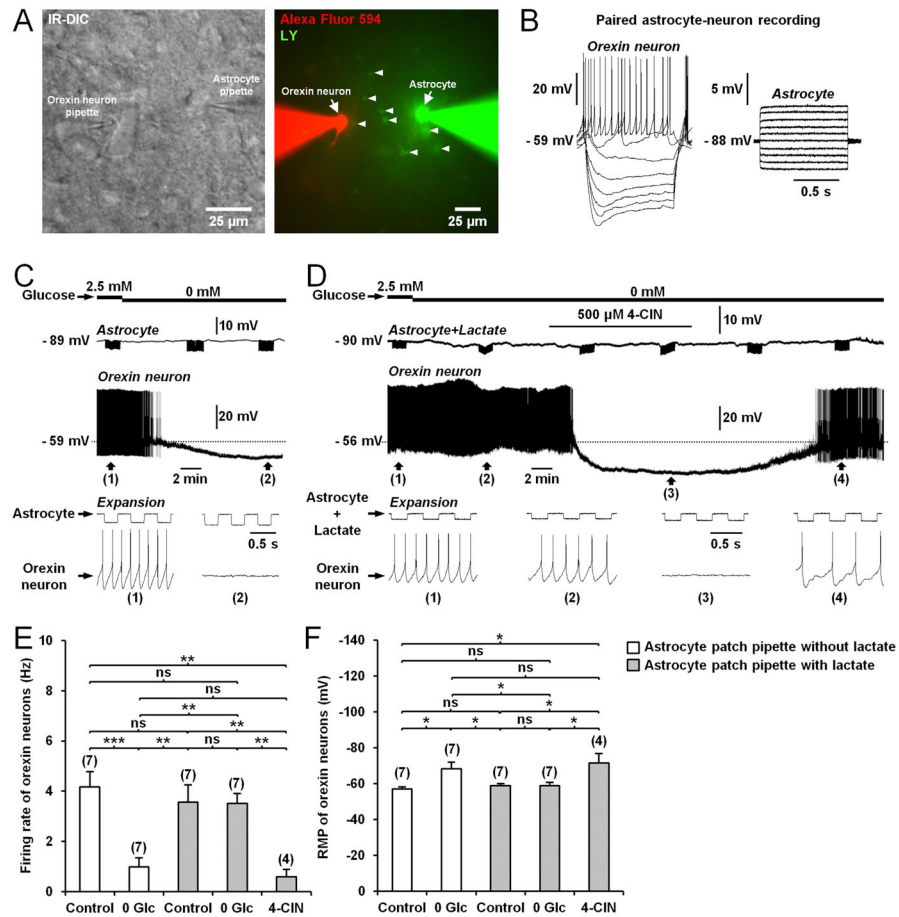 A
IR-DIC
Orexin neuron
pipette
Astrocyte
pipette
25 µm
Alexa Fluor 594
LY
Orexin neuron
Astrocyte
25 µm
B
Paired astrocyte-neuron recording
Orexin neuron
20 mV
- 59 mV
5 mV
Astrocyte
- 88 mV
0.5 s
C
Glucose
2.5 mM
0 mM
10 mV
Astrocyte
- 89 mV
Orexin neuron
20 mV
- 59 mV
2 min
(1)
(2)
Expansion
Astrocyte
0.5 s
Orexin
neuron
(1)
(2)
D
Glucose
2.5 mM
0 mM
500 µM 4-CIN
10 mV
Astrocyte+Lactate
- 90 mV
Orexin neuron
20 mV
- 56 mV
2 min
(1)
(2)
(3)
(4)
Expansion
Astrocyte
+
Lactate
0.5 s
Orexin
neuron
(1)
(2)
(3)
(4)
E
Firing rate of orexin neurons (Hz)
10
8
6
4
2
0
**
ns
ns
**
ns
**
***
**
ns
**
(7)
(7)
(7)
(7)
(4)
Control
0 Glc
Control
0 Glc
4-CIN
F
RMP of orexin neurons (mV)
-140
-120
-100
-80
-60
-40
-20
0
*
ns
ns
*
ns
*
*
*
ns
*
(7)
(7)
(7)
(7)
(4)
Control
0 Glc
Control
0 Glc
4-CIN
Astrocyte patch pipette without lactate
Astrocyte patch pipette with lactate